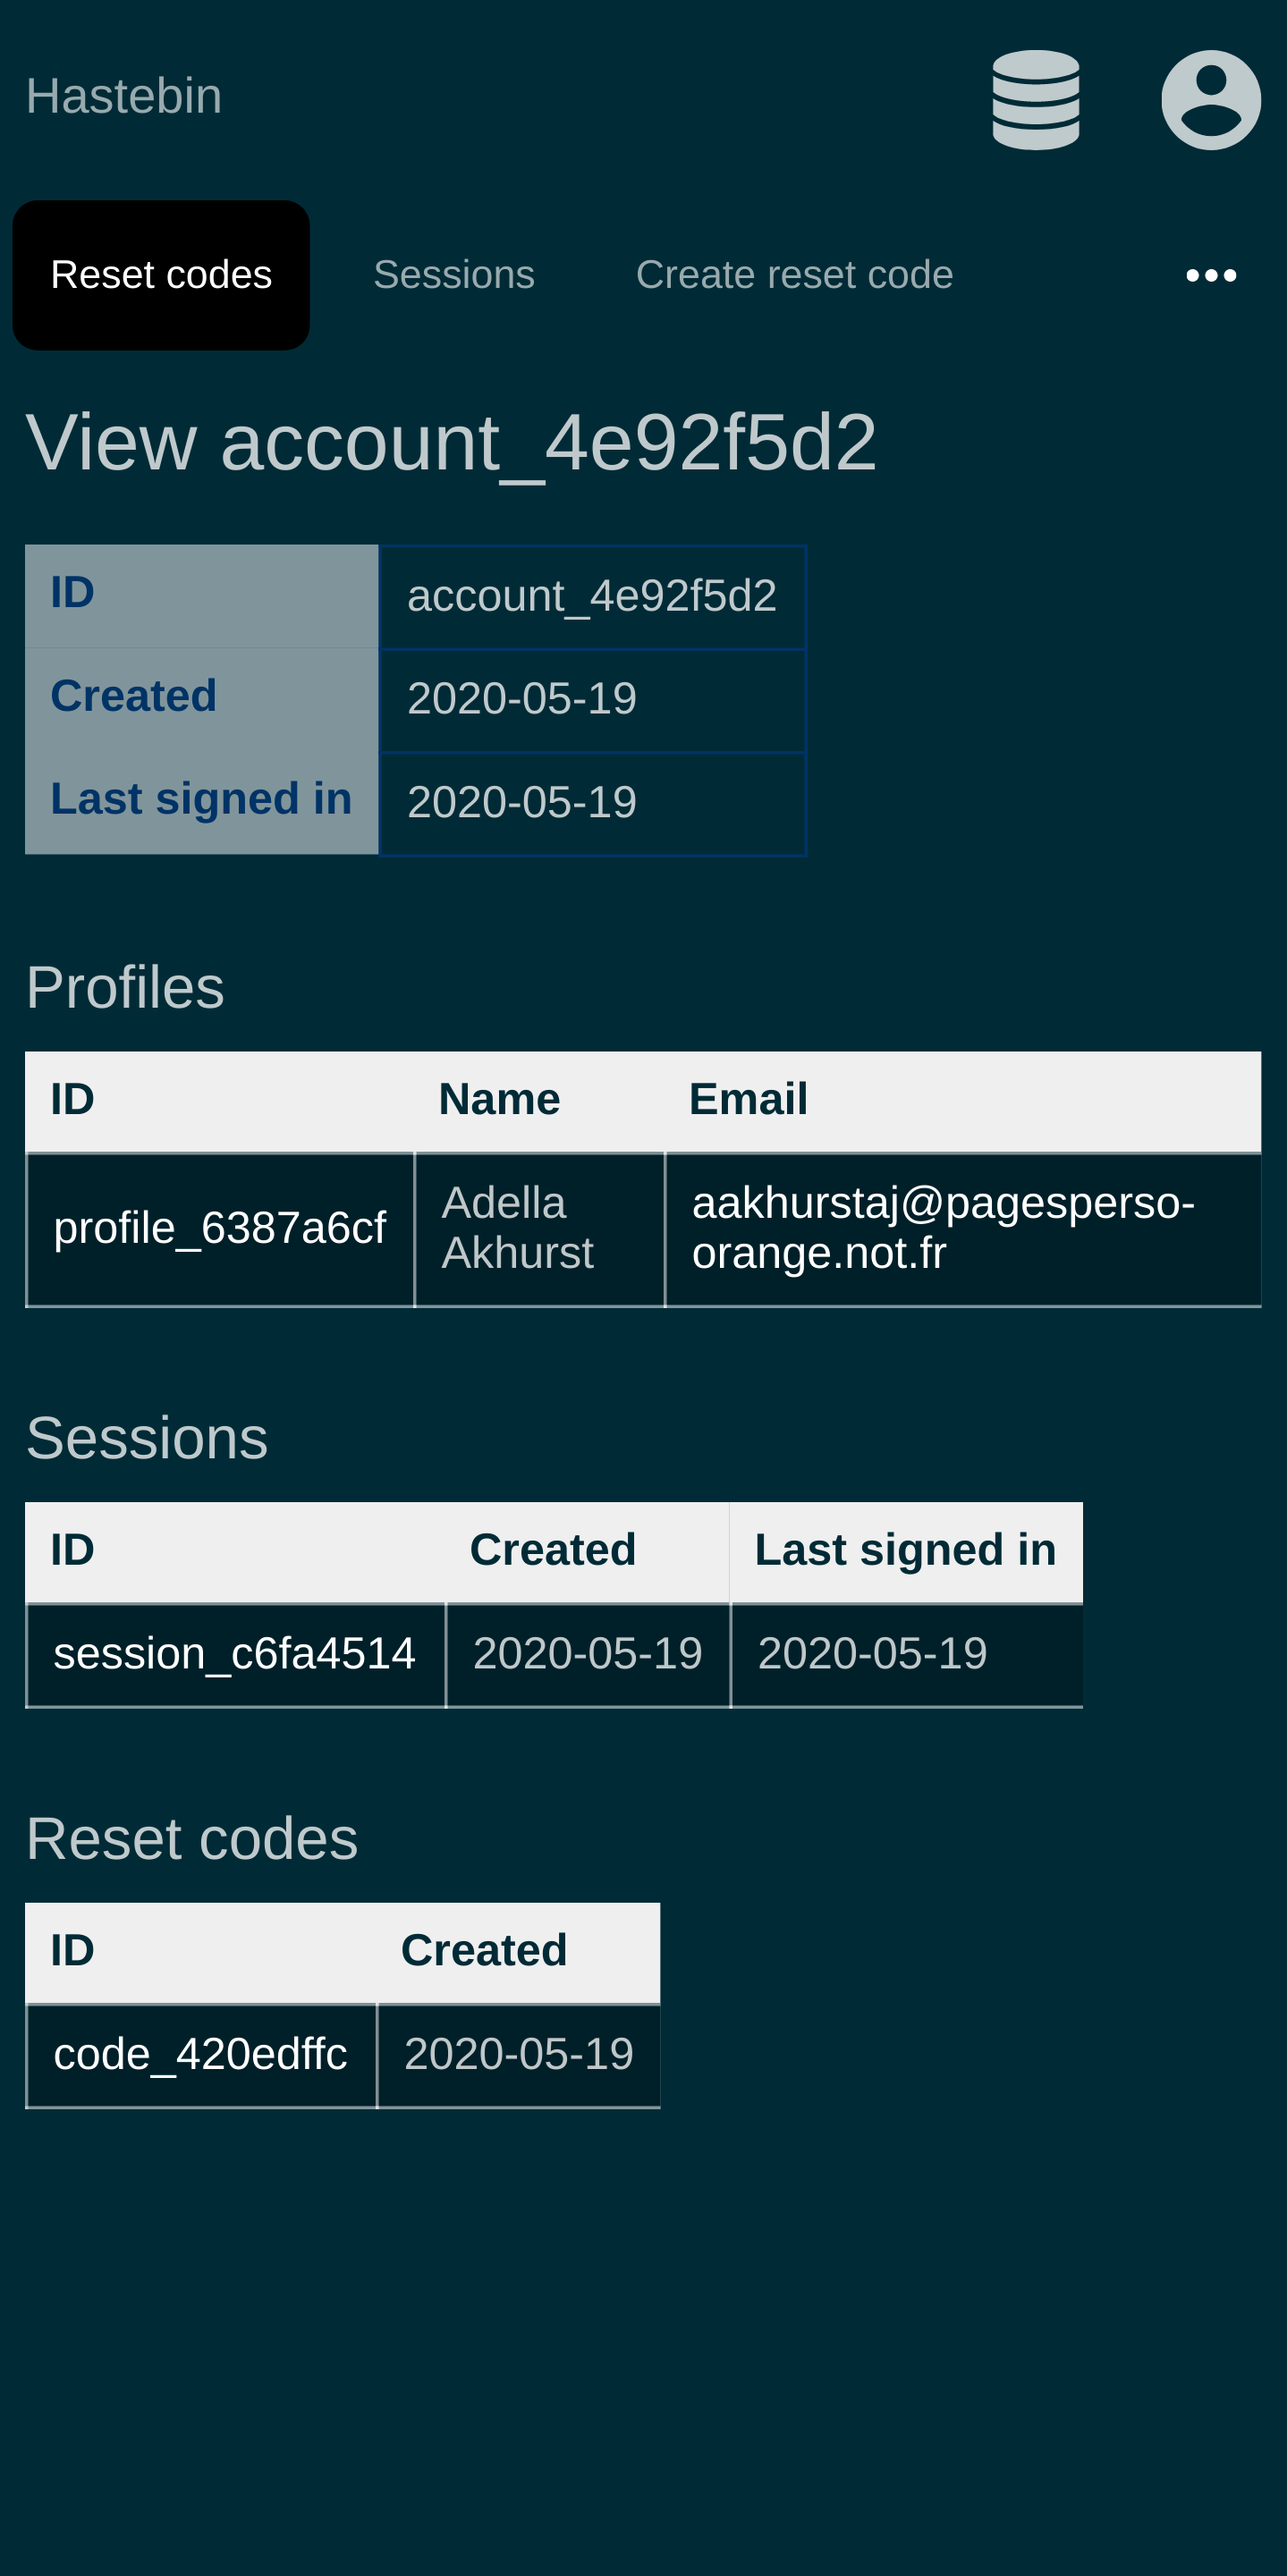 Hastebin
Reset codes Sessions Create reset code
View account_4e92f5d2
ID account_4e92f5d2
Created 2020-05-19
Last signed in 2020-05-19
Profiles
ID Name Email
profile_6387a6cf Adella Akhurst aakhurstaj@pagesperso-orange.not.fr
Sessions
ID Created Last signed in
session_c6fa4514 2020-05-19 2020-05-19
Reset codes
ID Created
code_420edffc 2020-05-19